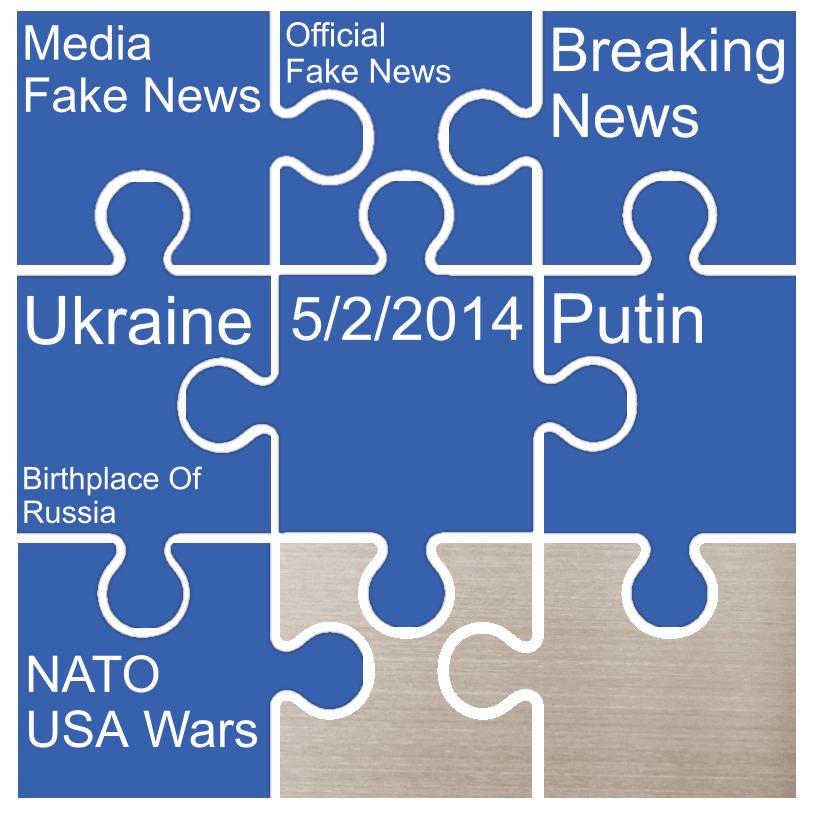 Media
Fake News
Official
Fake News
Breaking
News
Ukraine
Birthplace Of
Russia
5/2/2014
Putin
NATO
USA Wars